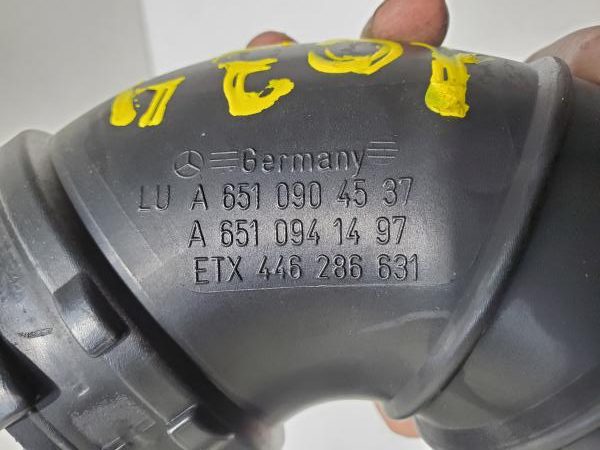 Germany
LU A 651 090 45 37
A 651 094 14 97
ETX 446 286 631